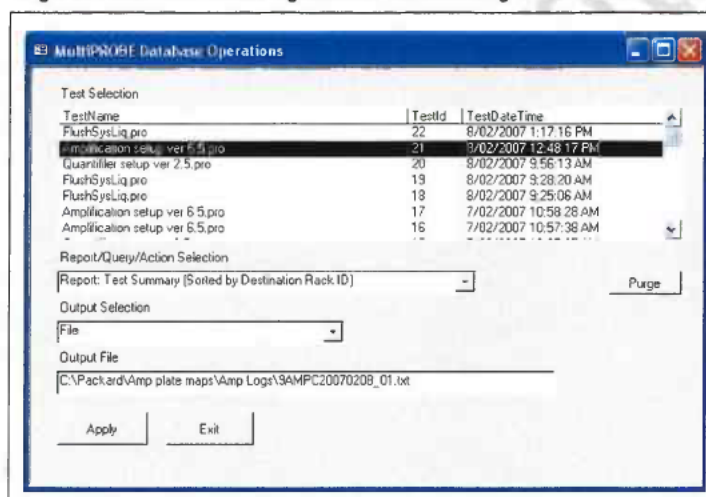 MultiPROBE Database Operations
Test Selection
TestName TestId TestDateTime
FlushSysLiq.pro 22 8/02/2007 1:17:16 PM
Amplification setup ver 6.5.pro 21 8/02/2007 12:48:17 PM
Quantifiler setup ver 2.5.pro 20 8/02/2007 9:56:13 AM
FlushSysLiq.pro 19 8/02/2007 9:28:20 AM
FlushSysLiq.pro 18 8/02/2007 9:25:06 AM
Amplification setup ver 6.5.pro 17 7/02/2007 10:58:28 AM
Amplification setup ver 6.5.pro 16 7/02/2007 10:57:38 AM
Report/Query/Action Selection
Report: Test Summary (Sorted by Destination Rack ID)
Purge
Output Selection
File
Output File
C:\Packard\Amp plate maps\Amp Logs\9AMPC20070208_01.txt
Apply Exit